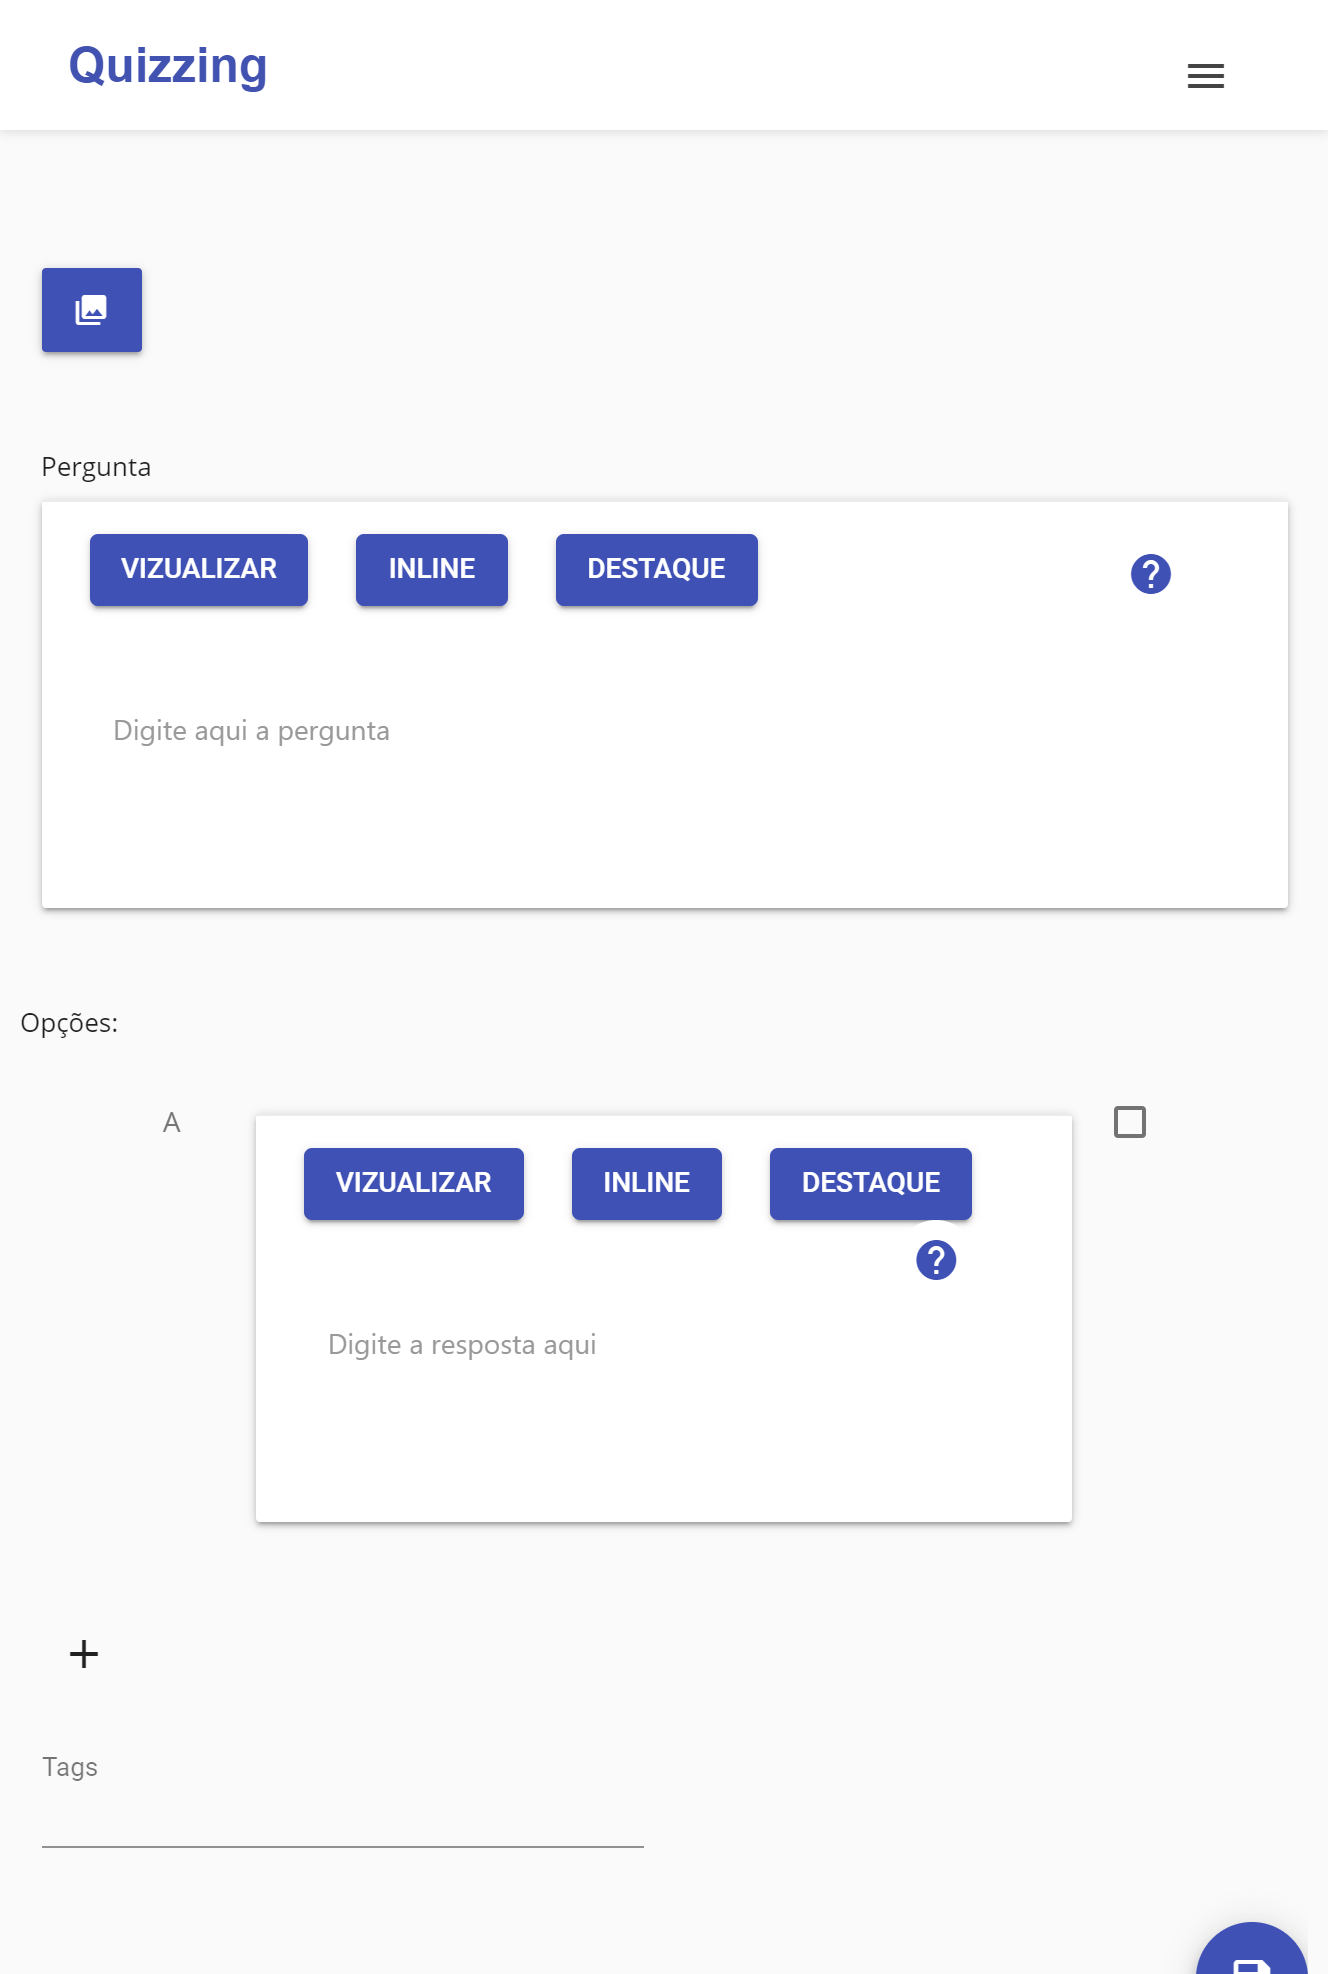 Quizzing
Pergunta
VIZUALIZAR INLINE DESTAQUE
Digite aqui a pergunta
Opções:
A
VIZUALIZAR INLINE DESTAQUE
Digite a resposta aqui
Tags